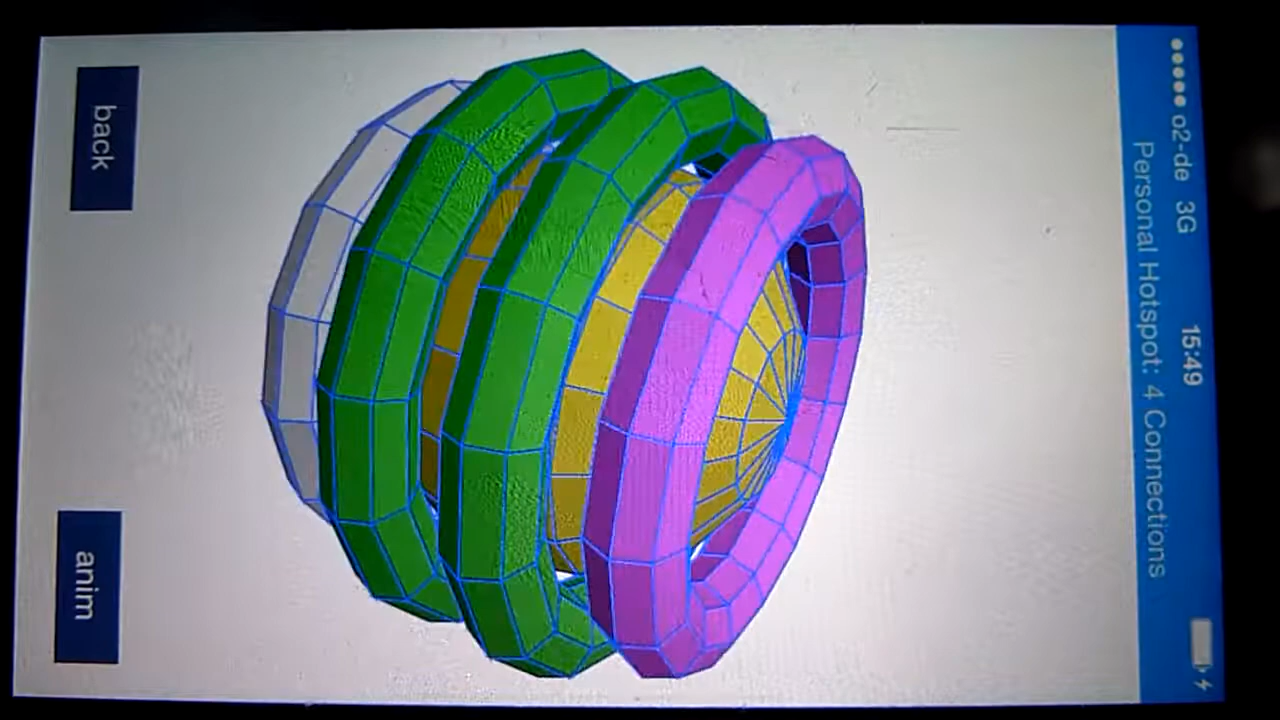 ●●●●● o2-de 3G 15:49
Personal Hotspot: 4 Connections
back
anim